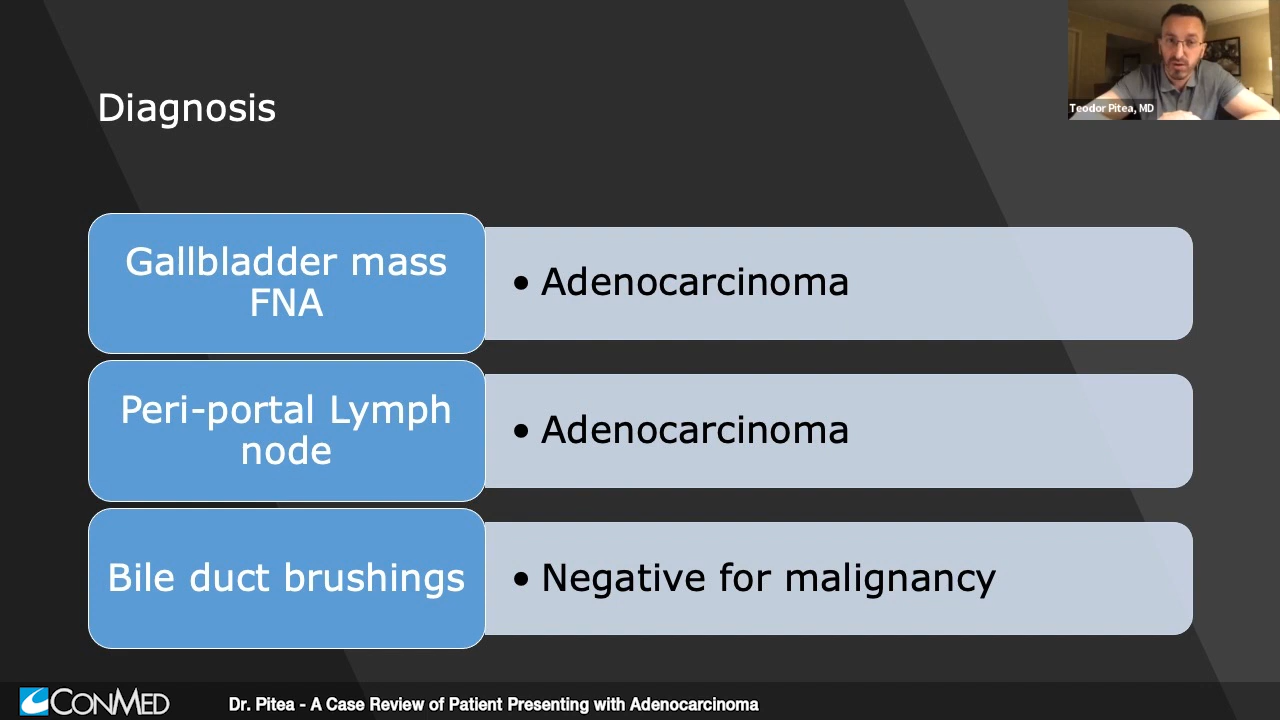 Teodor Pitea, MD
Diagnosis
Gallbladder mass
FNA
• Adenocarcinoma
Peri-portal Lymph
node
• Adenocarcinoma
Bile duct brushings
• Negative for malignancy
CONMED
Dr. Pitea - A Case Review of Patient Presenting with Adenocarcinoma